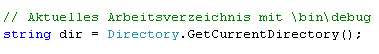 // Aktuelles Arbeitsverzeichnis mit \bin\debug
string dir = Directory.GetCurrentDirectory();